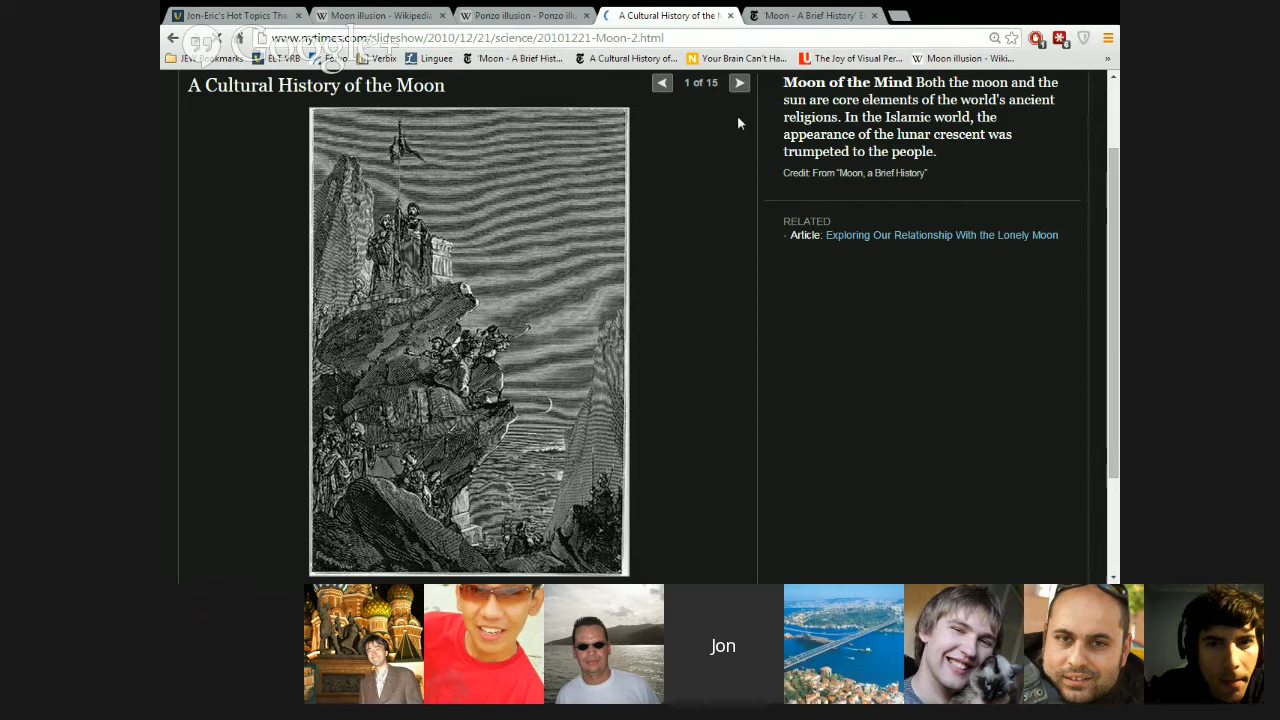 Jon-Eric's Hot Topics The
Moon illusion - Wikipedia
Ponzo illusion - Ponzo illu
A Cultural History of the M
'Moon - A Brief History' E
Google+
www.nytimes.com/slideshow/2010/12/21/science/20101221-Moon-2.html
JEW Bookmarks
ELT VRB
Verbix
Linguee
'Moon - A Brief Hist...
A Cultural History of...
Your Brain Can't Ha...
The Joy of Visual Per...
Moon illusion - Wiki...
»
A Cultural History of the Moon
1 of 15
Moon of the Mind Both the moon and the
sun are core elements of the world's ancient
religions. In the Islamic world, the
appearance of the lunar crescent was
trumpeted to the people.
Credit: From "Moon, a Brief History"
RELATED
· Article: Exploring Our Relationship With the Lonely Moon
Jon